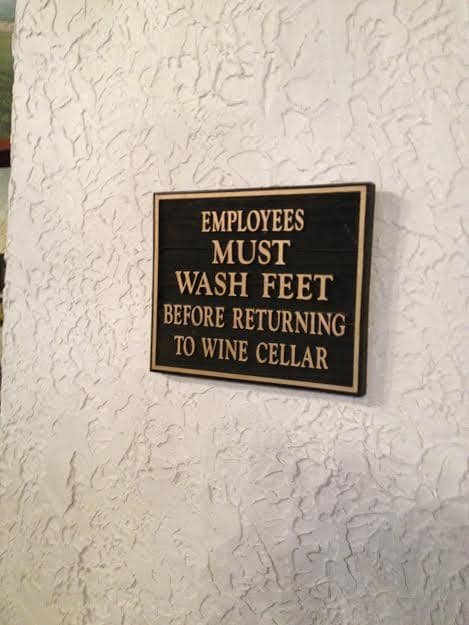 EMPLOYEES
MUST
WASH FEET
BEFORE RETURNING
TO WINE CELLAR